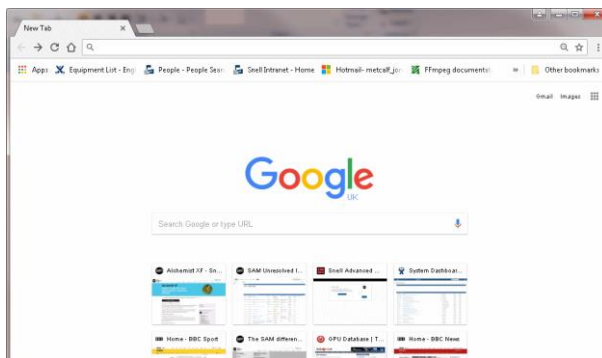 New Tab
Apps Equipment List - Eng People - People Sear Snell Intranet - Home Hotmail- metcalf_jon FFmpeg documentat » Other bookmarks
Gmail Images
Google
UK
Search Google or type URL
Alchemist XF - Sn... SAM Unresolved I... Snell Advanced ... System Dashboar...
Home - BBC Sport The SAM differen... GPU Database | T... Home - BBC News